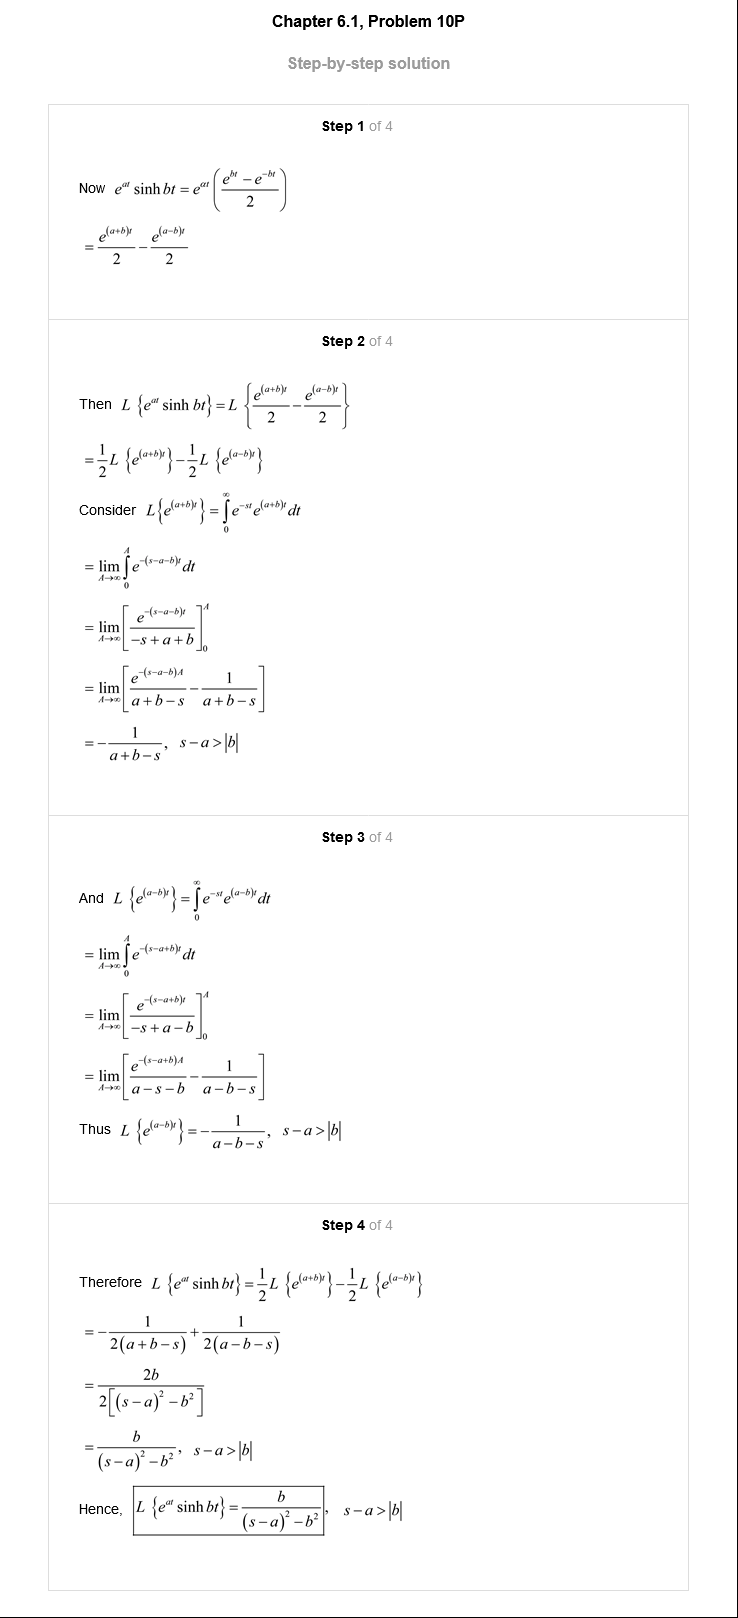 Chapter 6.1, Problem 10P
Step-by-step solution
Step 1 of 4
Now $e^{at} \sinh bt = e^{at} \left( \frac{e^{bt} - e^{-bt}}{2} \right)$
$= \frac{e^{(a+b)t}}{2} - \frac{e^{(a-b)t}}{2}$
Step 2 of 4
Then $L \left\{ e^{at} \sinh bt \right\} = L \left\{ \frac{e^{(a+b)t}}{2} - \frac{e^{(a-b)t}}{2} \right\}$
$= \frac{1}{2} L \left\{ e^{(a+b)t} \right\} - \frac{1}{2} L \left\{ e^{(a-b)t} \right\}$
Consider $L \left\{ e^{(a+b)t} \right\} = \int_0^\infty e^{-st} e^{(a+b)t} dt$
$= \lim_{A \to \infty} \int_0^A e^{-(s-a-b)t} dt$
$= \lim_{A \to \infty} \left[ \frac{e^{-(s-a-b)t}}{-s+a+b} \right]_0^A$
$= \lim_{A \to \infty} \left[ \frac{e^{-(s-a-b)A}}{a+b-s} - \frac{1}{a+b-s} \right]$
$= -\frac{1}{a+b-s}, \quad s-a > |b|$
Step 3 of 4
And $L \left\{ e^{(a-b)t} \right\} = \int_0^\infty e^{-st} e^{(a-b)t} dt$
$= \lim_{A \to \infty} \int_0^A e^{-(s-a+b)t} dt$
$= \lim_{A \to \infty} \left[ \frac{e^{-(s-a+b)t}}{-s+a-b} \right]_0^A$
$= \lim_{A \to \infty} \left[ \frac{e^{-(s-a+b)A}}{a-s-b} - \frac{1}{a-b-s} \right]$
Thus $L \left\{ e^{(a-b)t} \right\} = -\frac{1}{a-b-s}, \quad s-a > |b|$
Step 4 of 4
Therefore $L \left\{ e^{at} \sinh bt \right\} = \frac{1}{2} L \left\{ e^{(a+b)t} \right\} - \frac{1}{2} L \left\{ e^{(a-b)t} \right\}$
$= -\frac{1}{2(a+b-s)} + \frac{1}{2(a-b-s)}$
$= \frac{2b}{2\left[ (s-a)^2 - b^2 \right]}$
$= \frac{b}{(s-a)^2 - b^2}, \quad s-a > |b|$
Hence, $\boxed{L \left\{ e^{at} \sinh bt \right\} = \frac{b}{(s-a)^2 - b^2}}, \quad s-a > |b|$